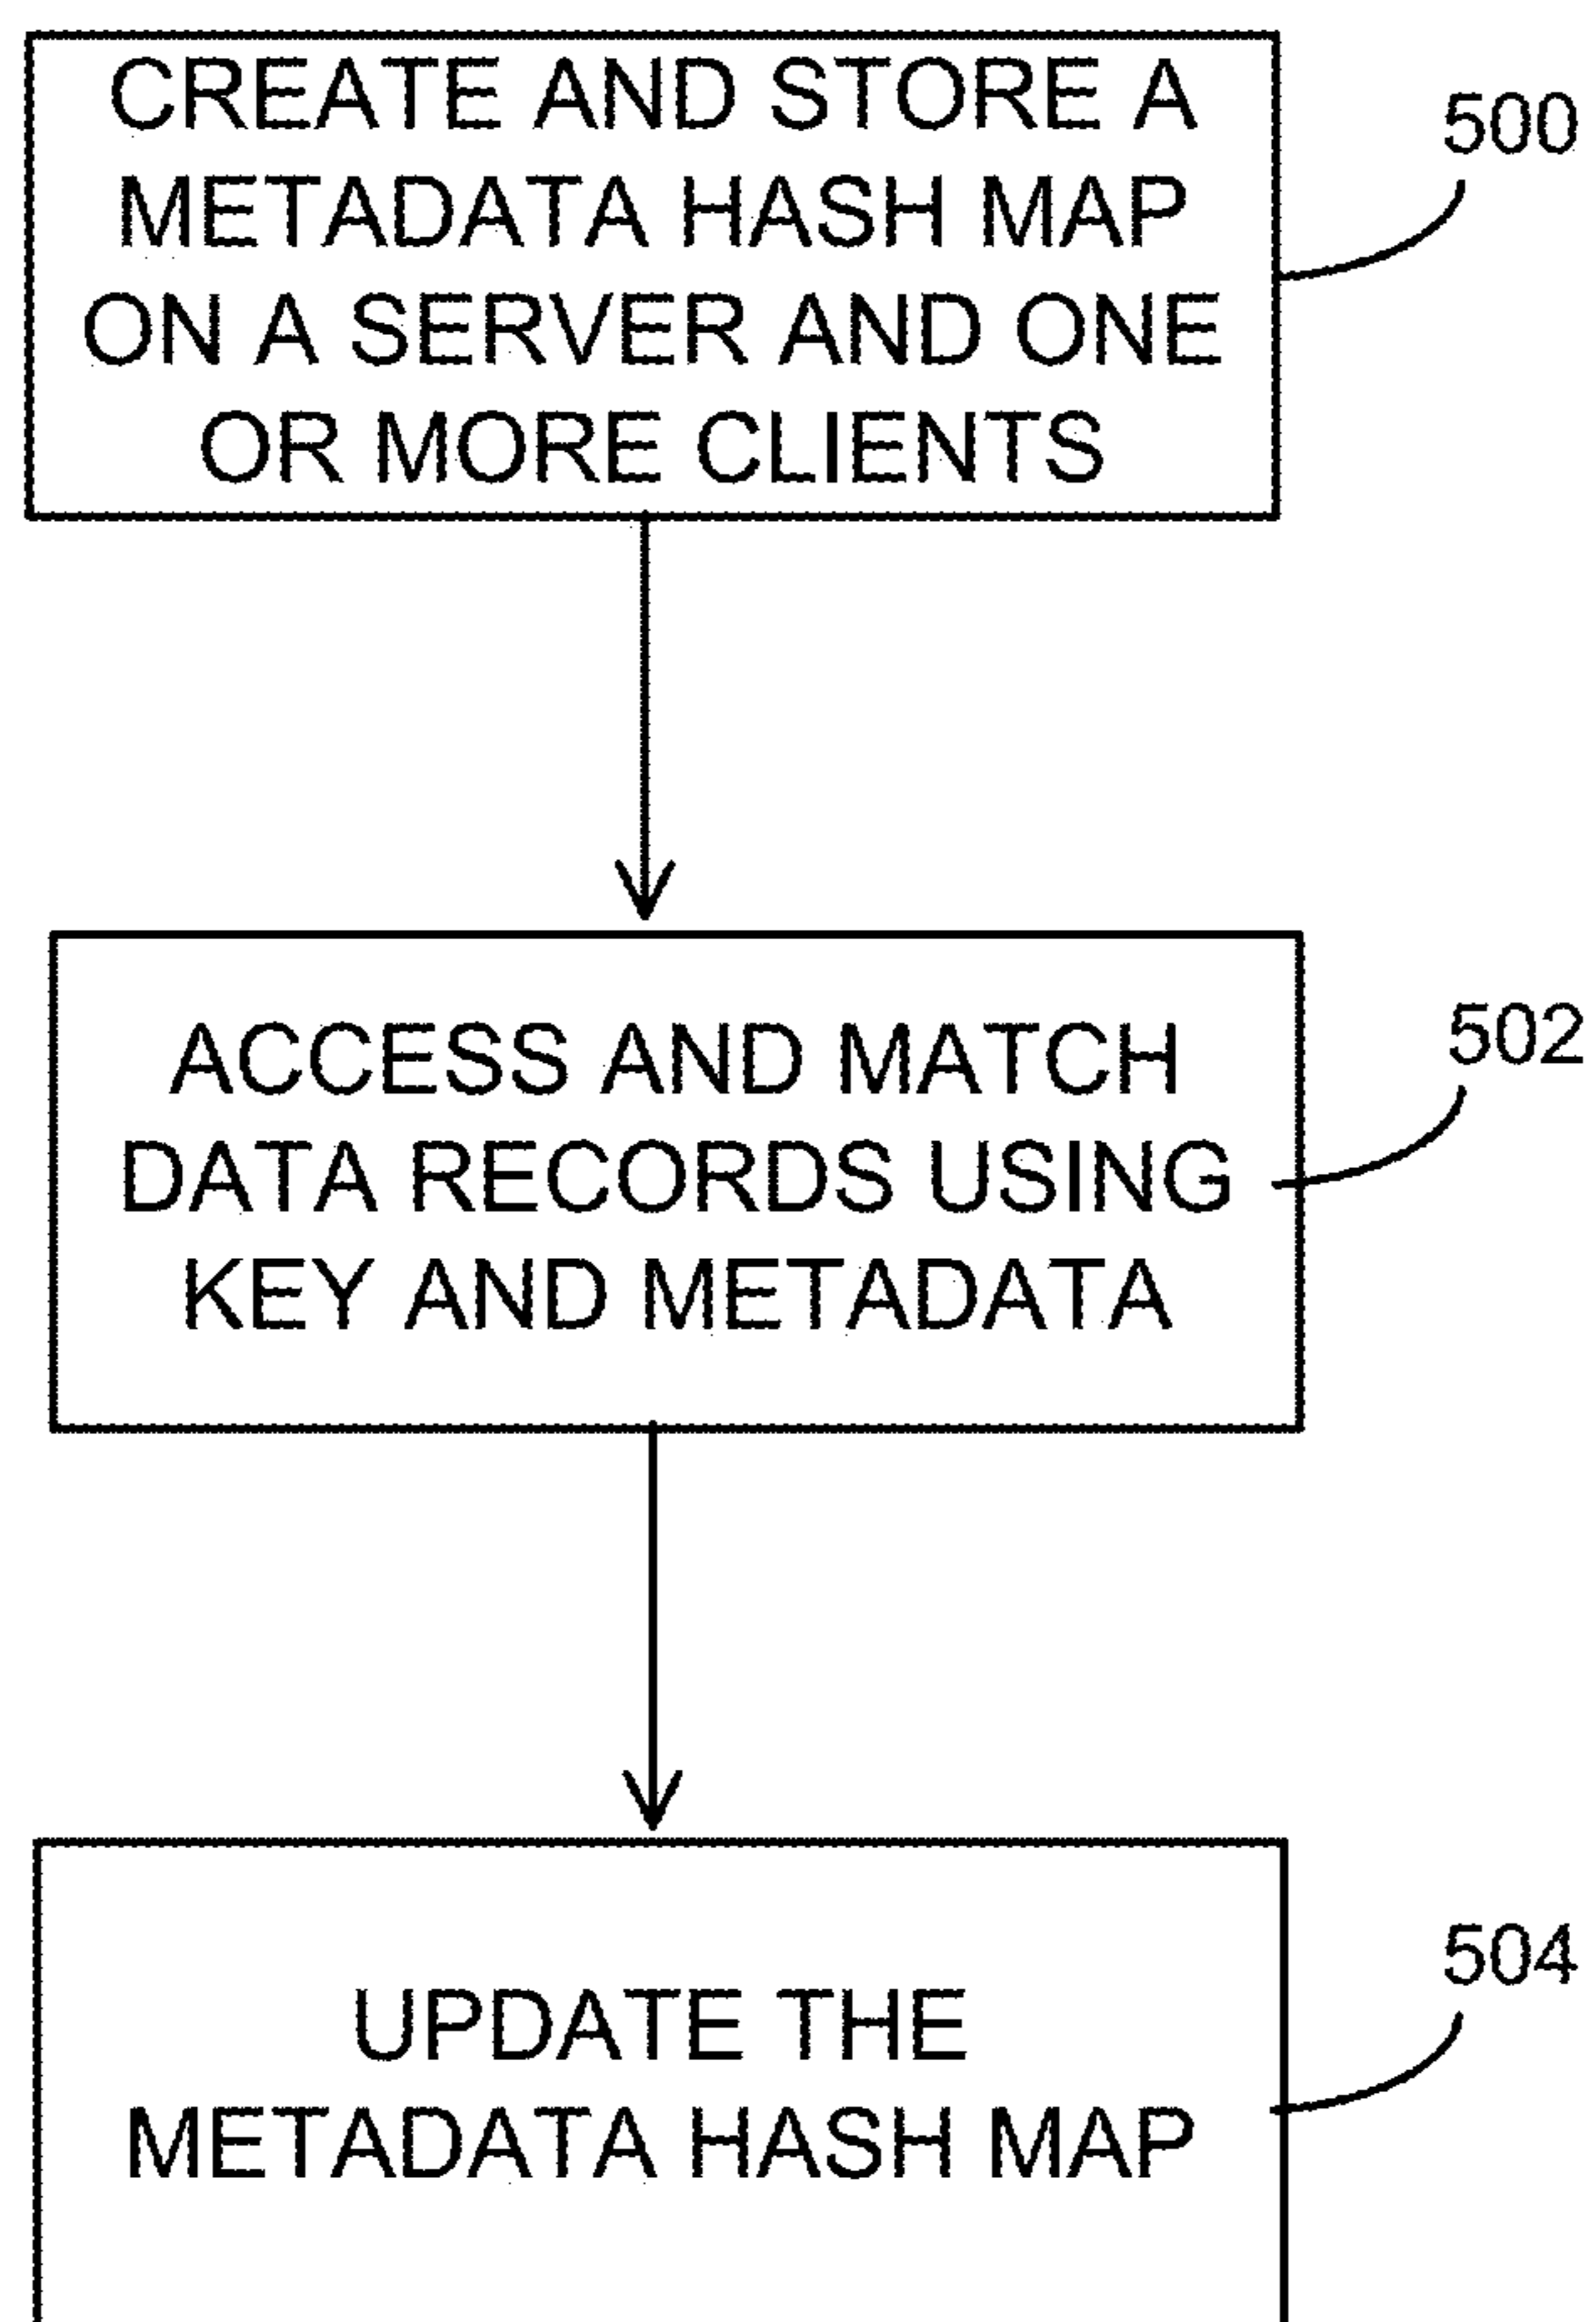 CREATE AND STORE A
METADATA HASH MAP
ON A SERVER AND ONE
OR MORE CLIENTS
500
ACCESS AND MATCH
DATA RECORDS USING
KEY AND METADATA
502
UPDATE THE
METADATA HASH MAP
504